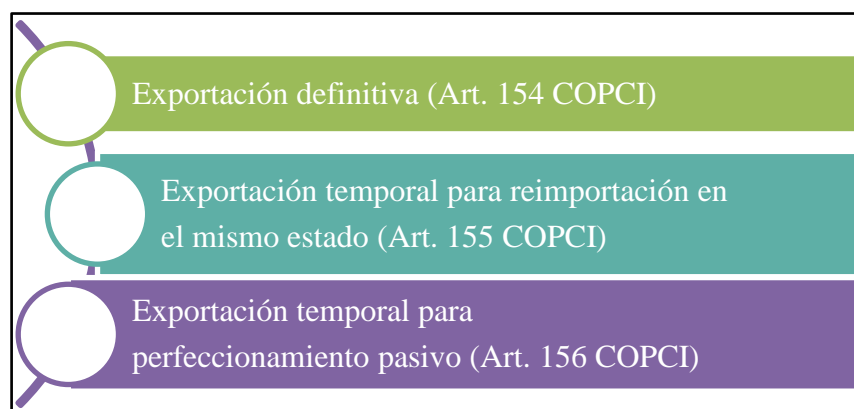 Exportación definitiva (Art. 154 COPCI)
Exportación temporal para reimportación en
el mismo estado (Art. 155 COPCI)
Exportación temporal para
perfeccionamiento pasivo (Art. 156 COPCI)